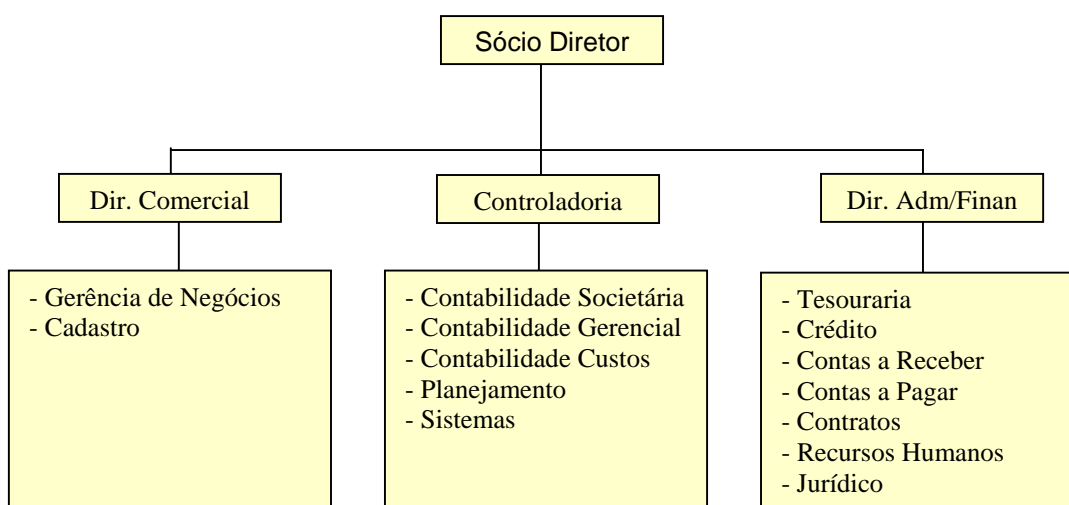 Sócio Diretor
Dir. Comercial
Controladoria
Dir. Adm/Finan
- Gerência de Negócios
- Cadastro
- Contabilidade Societária
- Contabilidade Gerencial
- Contabilidade Custos
- Planejamento
- Sistemas
- Tesouraria
- Crédito
- Contas a Receber
- Contas a Pagar
- Contratos
- Recursos Humanos
- Jurídico